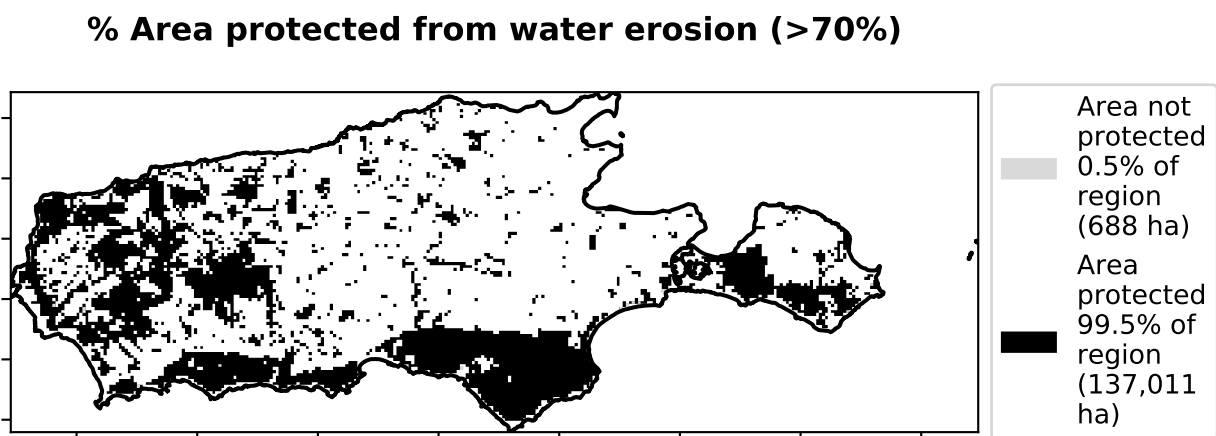 % Area protected from water erosion (>70%)
Area not
protected
0.5% of
region
(688 ha)
Area
protected
99.5% of
region
(137,011
ha)